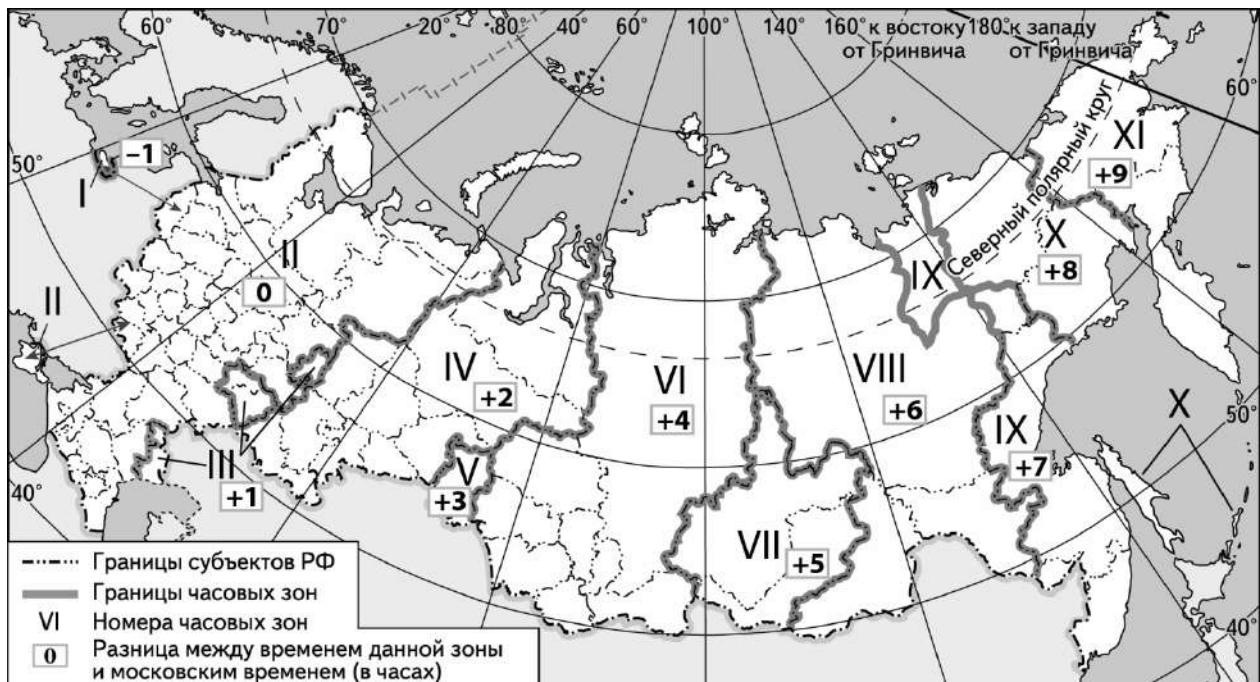 60° 70° 20° 40° 60° 80° 100° 120° 140° 160° к востоку 180° к западу
от Гринвича от Гринвича
60°
Северный полярный круг
XI
+9
50°
−1
I
II
0
X
+8
IX
II
IV
+2
VI
+4
VIII
+6
X
50°
IX
+7
III
+1
V
+3
VII
+5
40°
40°
Границы субъектов РФ
Границы часовых зон
VI Номера часовых зон
0 Разница между временем данной зоны
и московским временем (в часах)